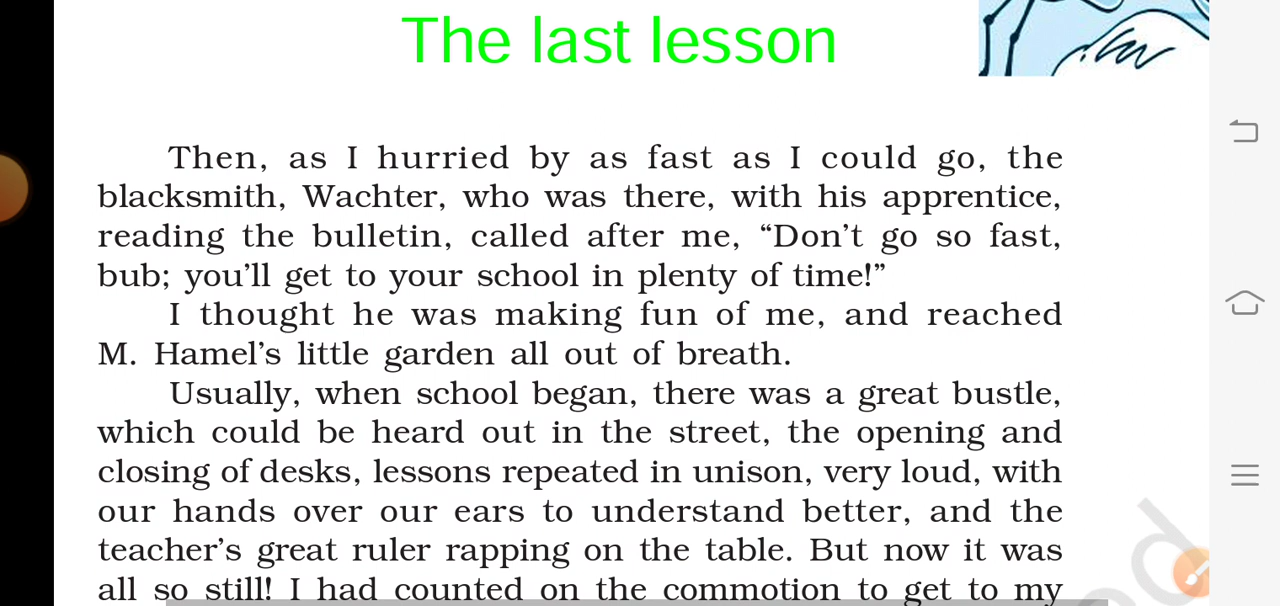 The last lesson
Then, as I hurried by as fast as I could go, the
blacksmith, Wachter, who was there, with his apprentice,
reading the bulletin, called after me, “Don’t go so fast,
bub; you’ll get to your school in plenty of time!”
I thought he was making fun of me, and reached
M. Hamel’s little garden all out of breath.
Usually, when school began, there was a great bustle,
which could be heard out in the street, the opening and
closing of desks, lessons repeated in unison, very loud, with
our hands over our ears to understand better, and the
teacher’s great ruler rapping on the table. But now it was
all so still! I had counted on the commotion to get to my